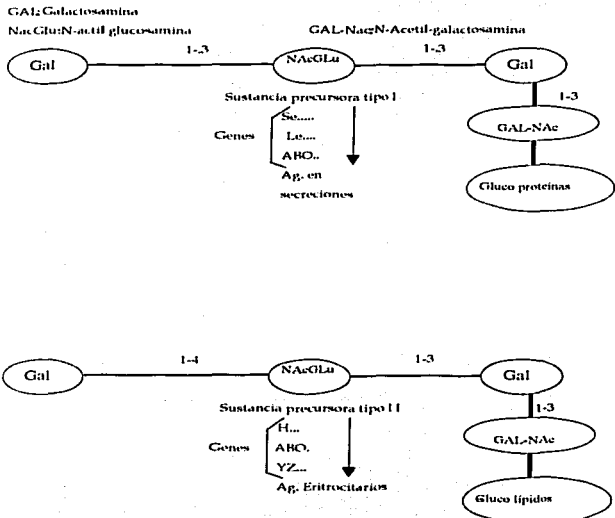 GAL:Galactosamina
NacGlu:N-actil glucosamina
GAL-Nac:N-Acetil-galactosamina
1-.3
1-.3
Gal
NAcGLu
Gal
1-3
Sustancia precursora tipo I
Se.....
Genes
Le....
ABO..
GAL-NAc
Ag. en
secreciones
Gluco proteínas
1-4
1-3
Gal
NAcGLu
Gal
1-3
Sustancia precursora tipo II
H...
Genes
ABO.
YZ...
GAL-NAc
Ag. Eritrocitarios
Gluco lípidos